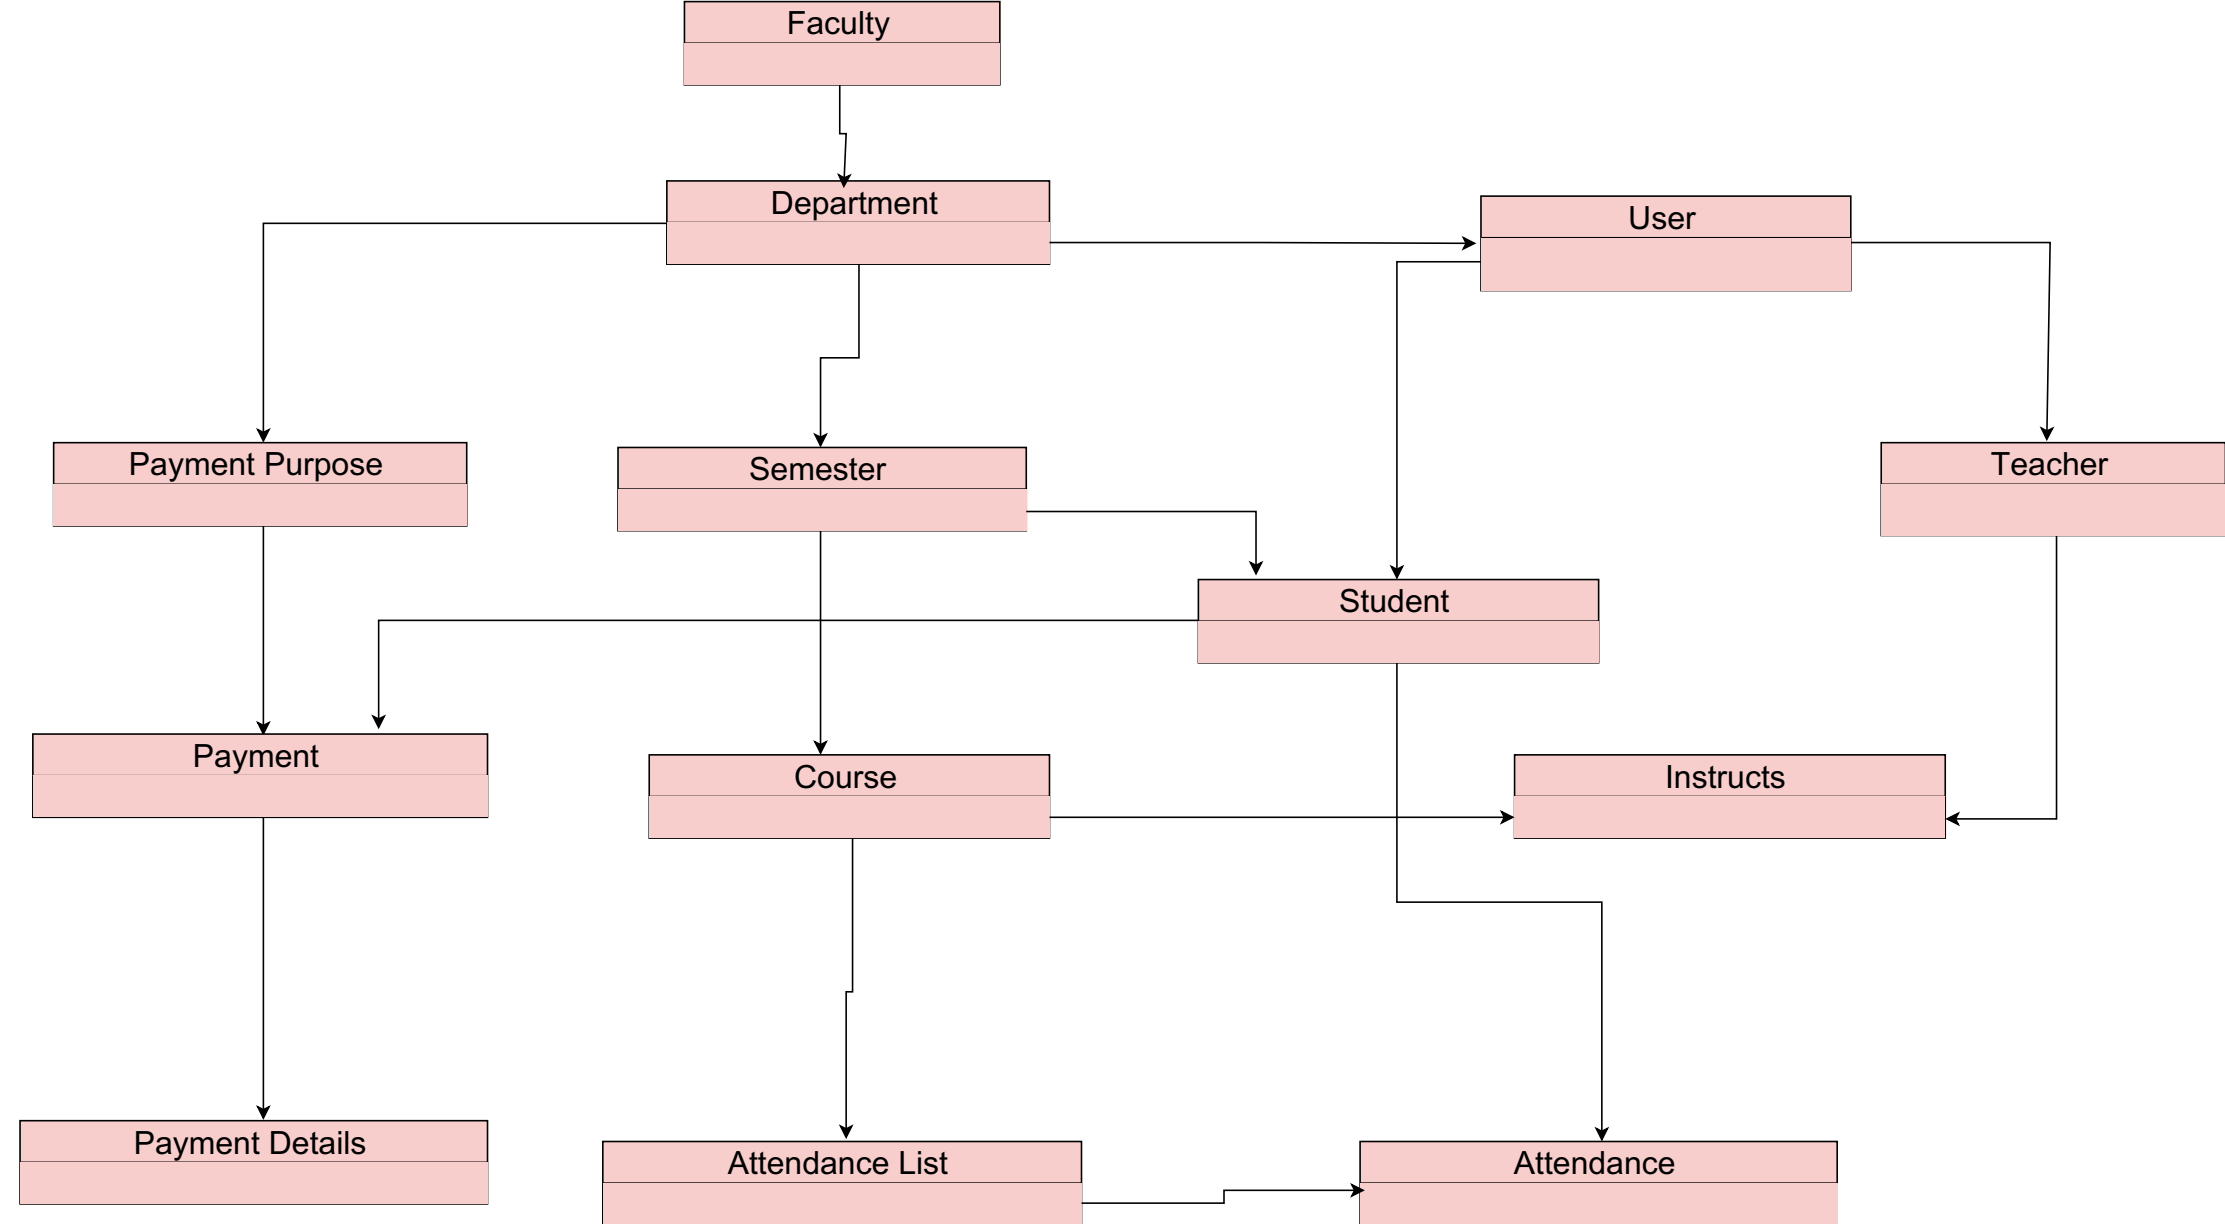 Faculty
Department
User
Payment Purpose
Semester
Teacher
Student
Payment
Course
Instructs
Payment Details
Attendance List
Attendance